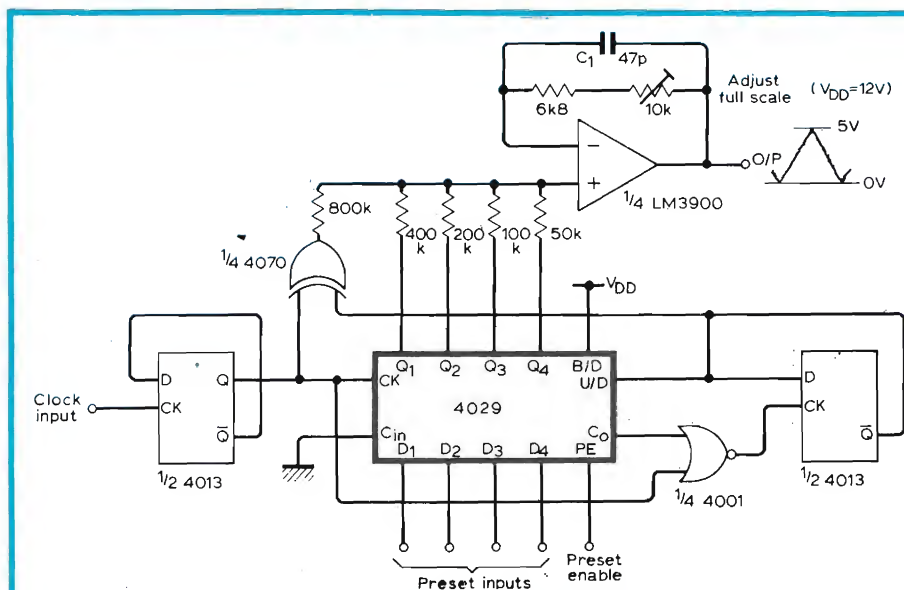 C1 47p
6k8
10k
Adjust
full scale
(VDD=12V)
5V
0V
O/P
−
+
1/4 LM3900
800k
400
k
200
k
100
k
50k
1/4 4070
VDD
D Q
CK
Q̅
1/2 4013
Clock
input
Q1 Q2 Q3 Q4 B/D
CK
U/D
4029
Cin
Co
D1 D2 D3 D4 PE
Preset inputs
Preset
enable
1/4 4001
D
CK
Q̅
1/2 4013